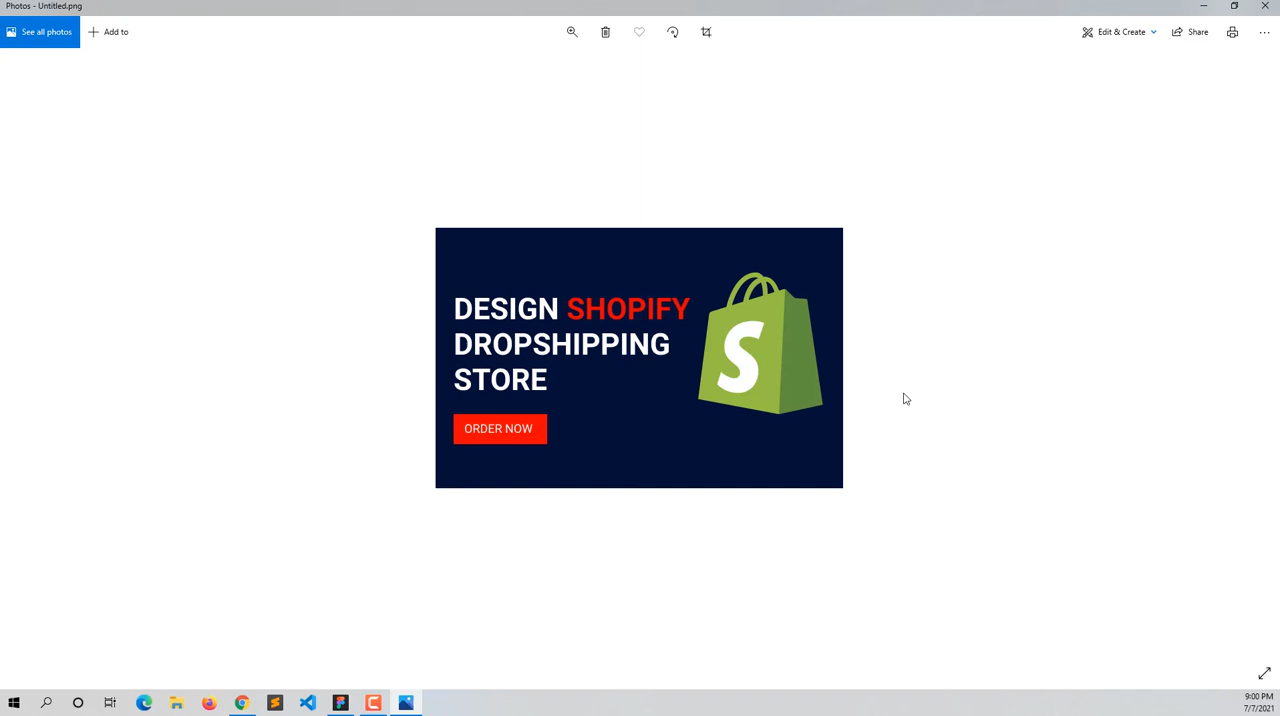 Photos - Untitled.png
See all photos
Add to
Edit & Create
Share
DESIGN SHOPIFY
DROPSHIPPING
STORE
ORDER NOW
S
9:00 PM
7/7/2021